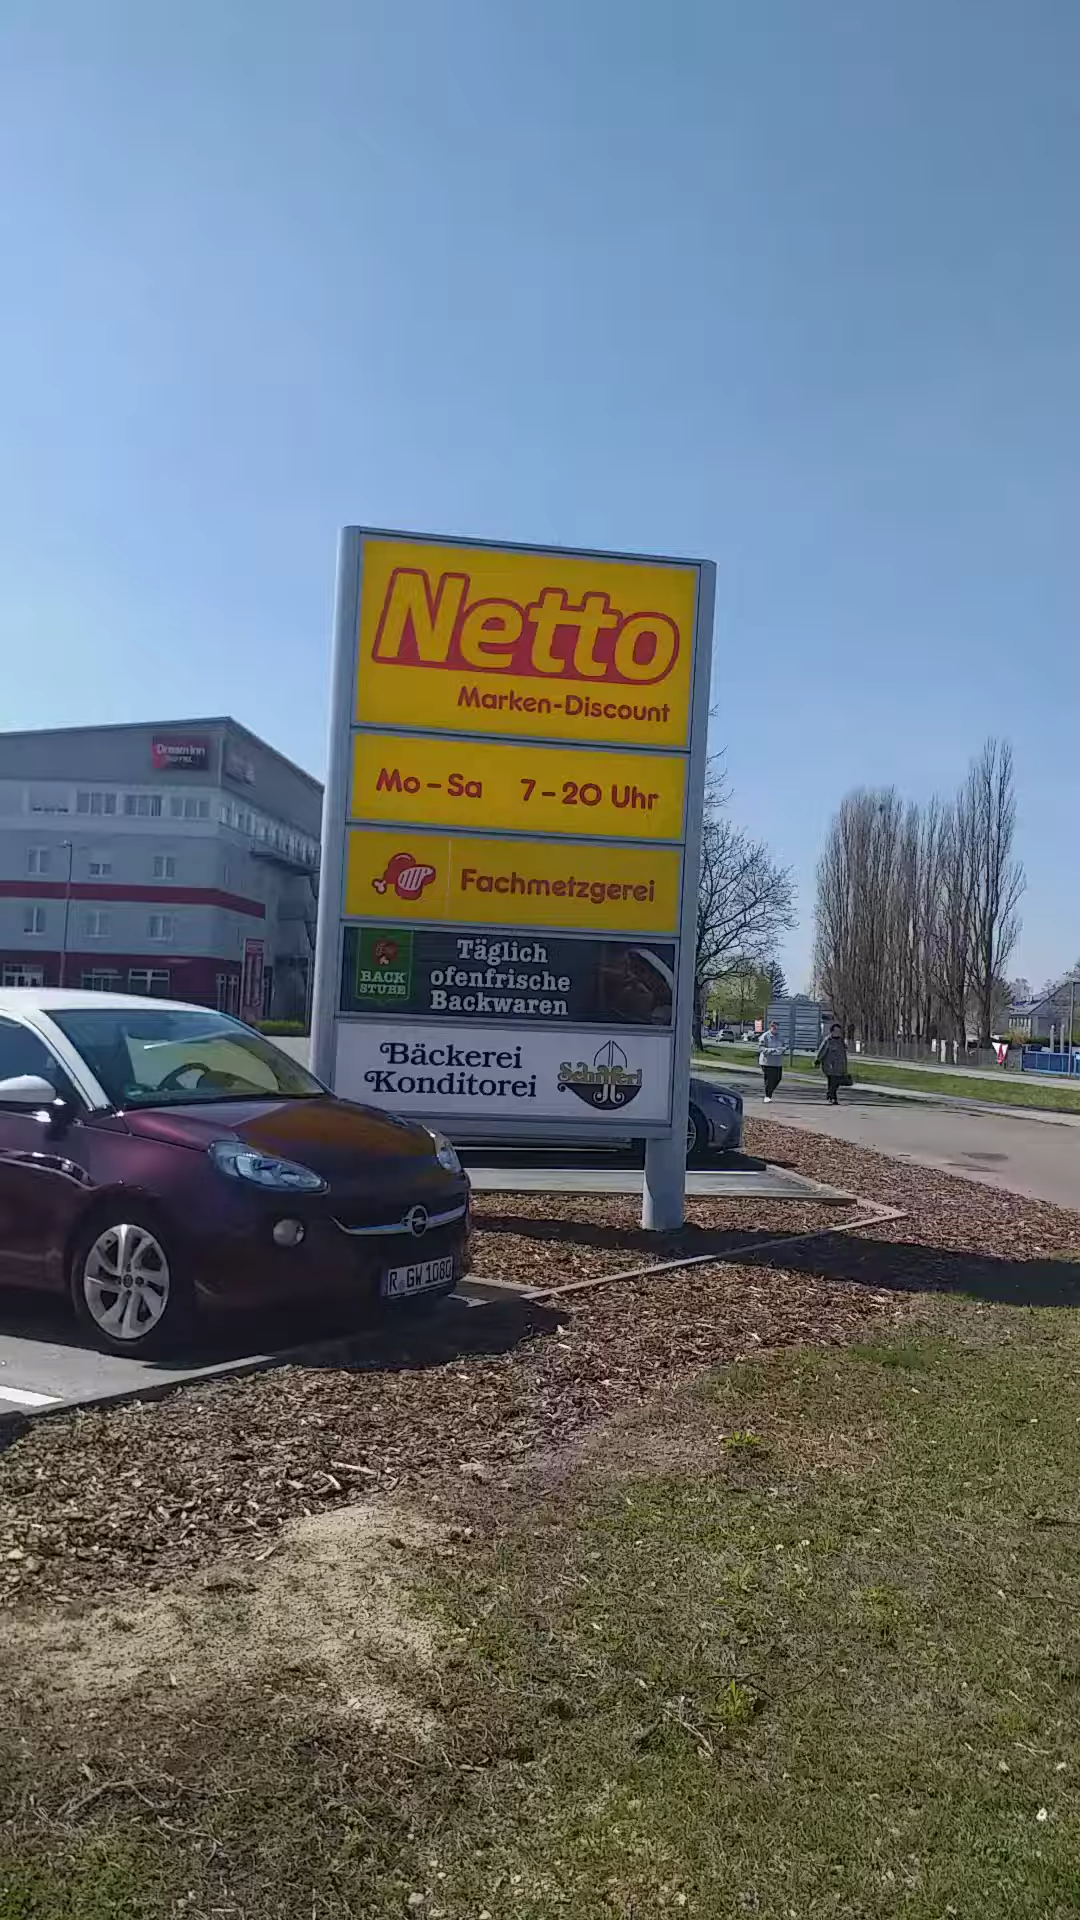 Netto
Marken-Discount
Mo – Sa 7 – 20 Uhr
Fachmetzgerei
BACK
STUBE
Täglich
ofenfrische
Backwaren
Bäckerei
Konditorei
Dream Inn
HOTEL
R GW 1080